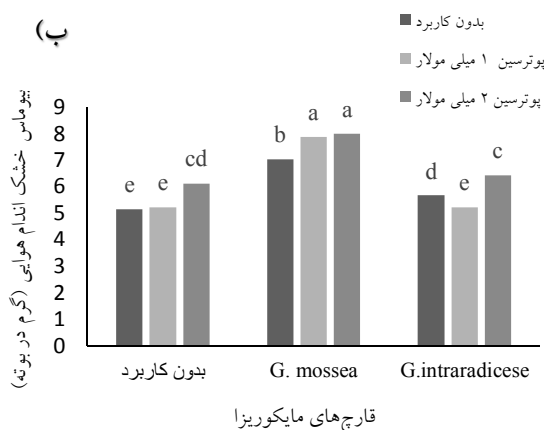 ب)
بدون کاربرد
پوترسین ۱ میلی مولار
پوترسین ۲ میلی مولار
بیوماس خشک اندام هوایی (گرم در بوته)
9
8
7
6
5
4
3
2
1
0
e e cd b a a d e c
بدون کاربرد G. mossea G.intraradicese
قارچ‌های مایکوریزا